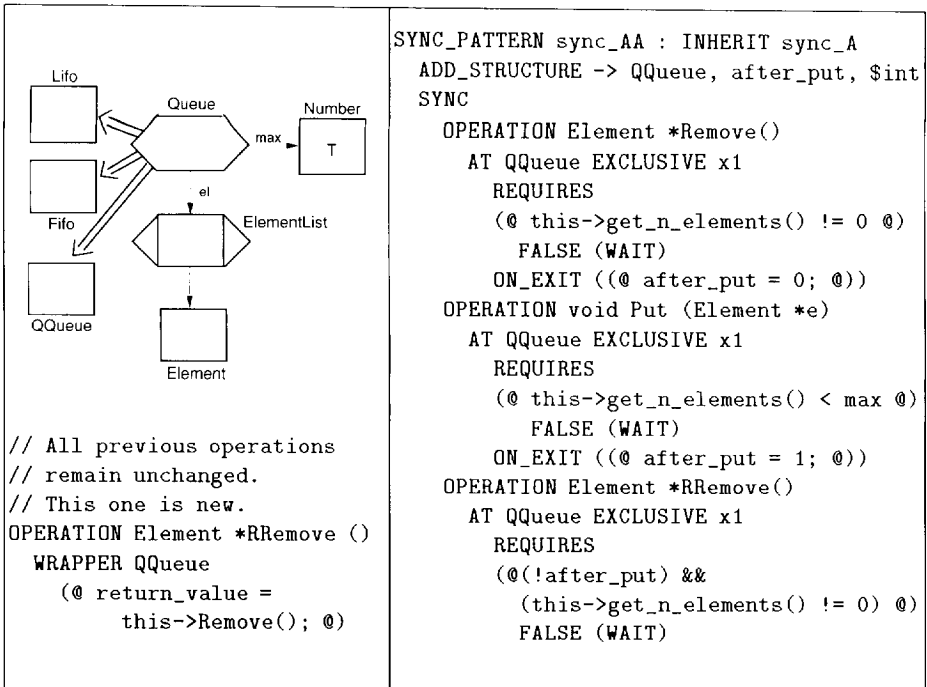 Lifo
Queue
Number
max
T
el
Fifo
ElementList
QQueue
Element
// All previous operations
// remain unchanged.
// This one is new.
OPERATION Element *RRemove ()
WRAPPER QQueue
(@ return_value =
this->Remove(); @)
SYNC_PATTERN sync_AA : INHERIT sync_A
ADD_STRUCTURE -> QQueue, after_put, $int
SYNC
OPERATION Element *Remove()
AT QQueue EXCLUSIVE x1
REQUIRES
(@ this->get_n_elements() != 0 @)
FALSE (WAIT)
ON_EXIT ((@ after_put = 0; @))
OPERATION void Put (Element *e)
AT QQueue EXCLUSIVE x1
REQUIRES
(@ this->get_n_elements() < max @)
FALSE (WAIT)
ON_EXIT ((@ after_put = 1; @))
OPERATION Element *RRemove()
AT QQueue EXCLUSIVE x1
REQUIRES
(@(!after_put) &&
(this->get_n_elements() != 0) @)
FALSE (WAIT)